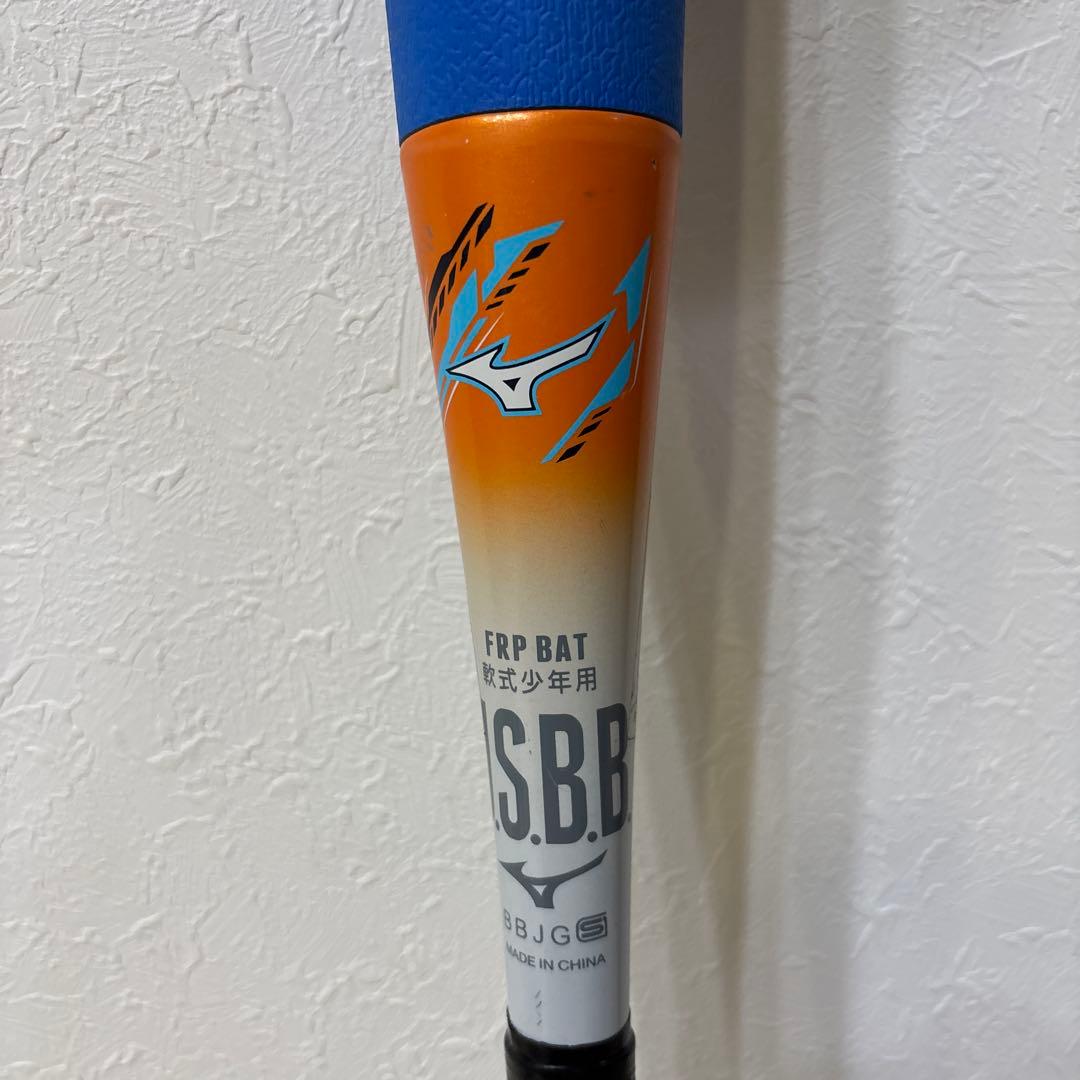 FRP BAT
軟式少年用
.S.B.B.
BBJG S
MADE IN CHINA